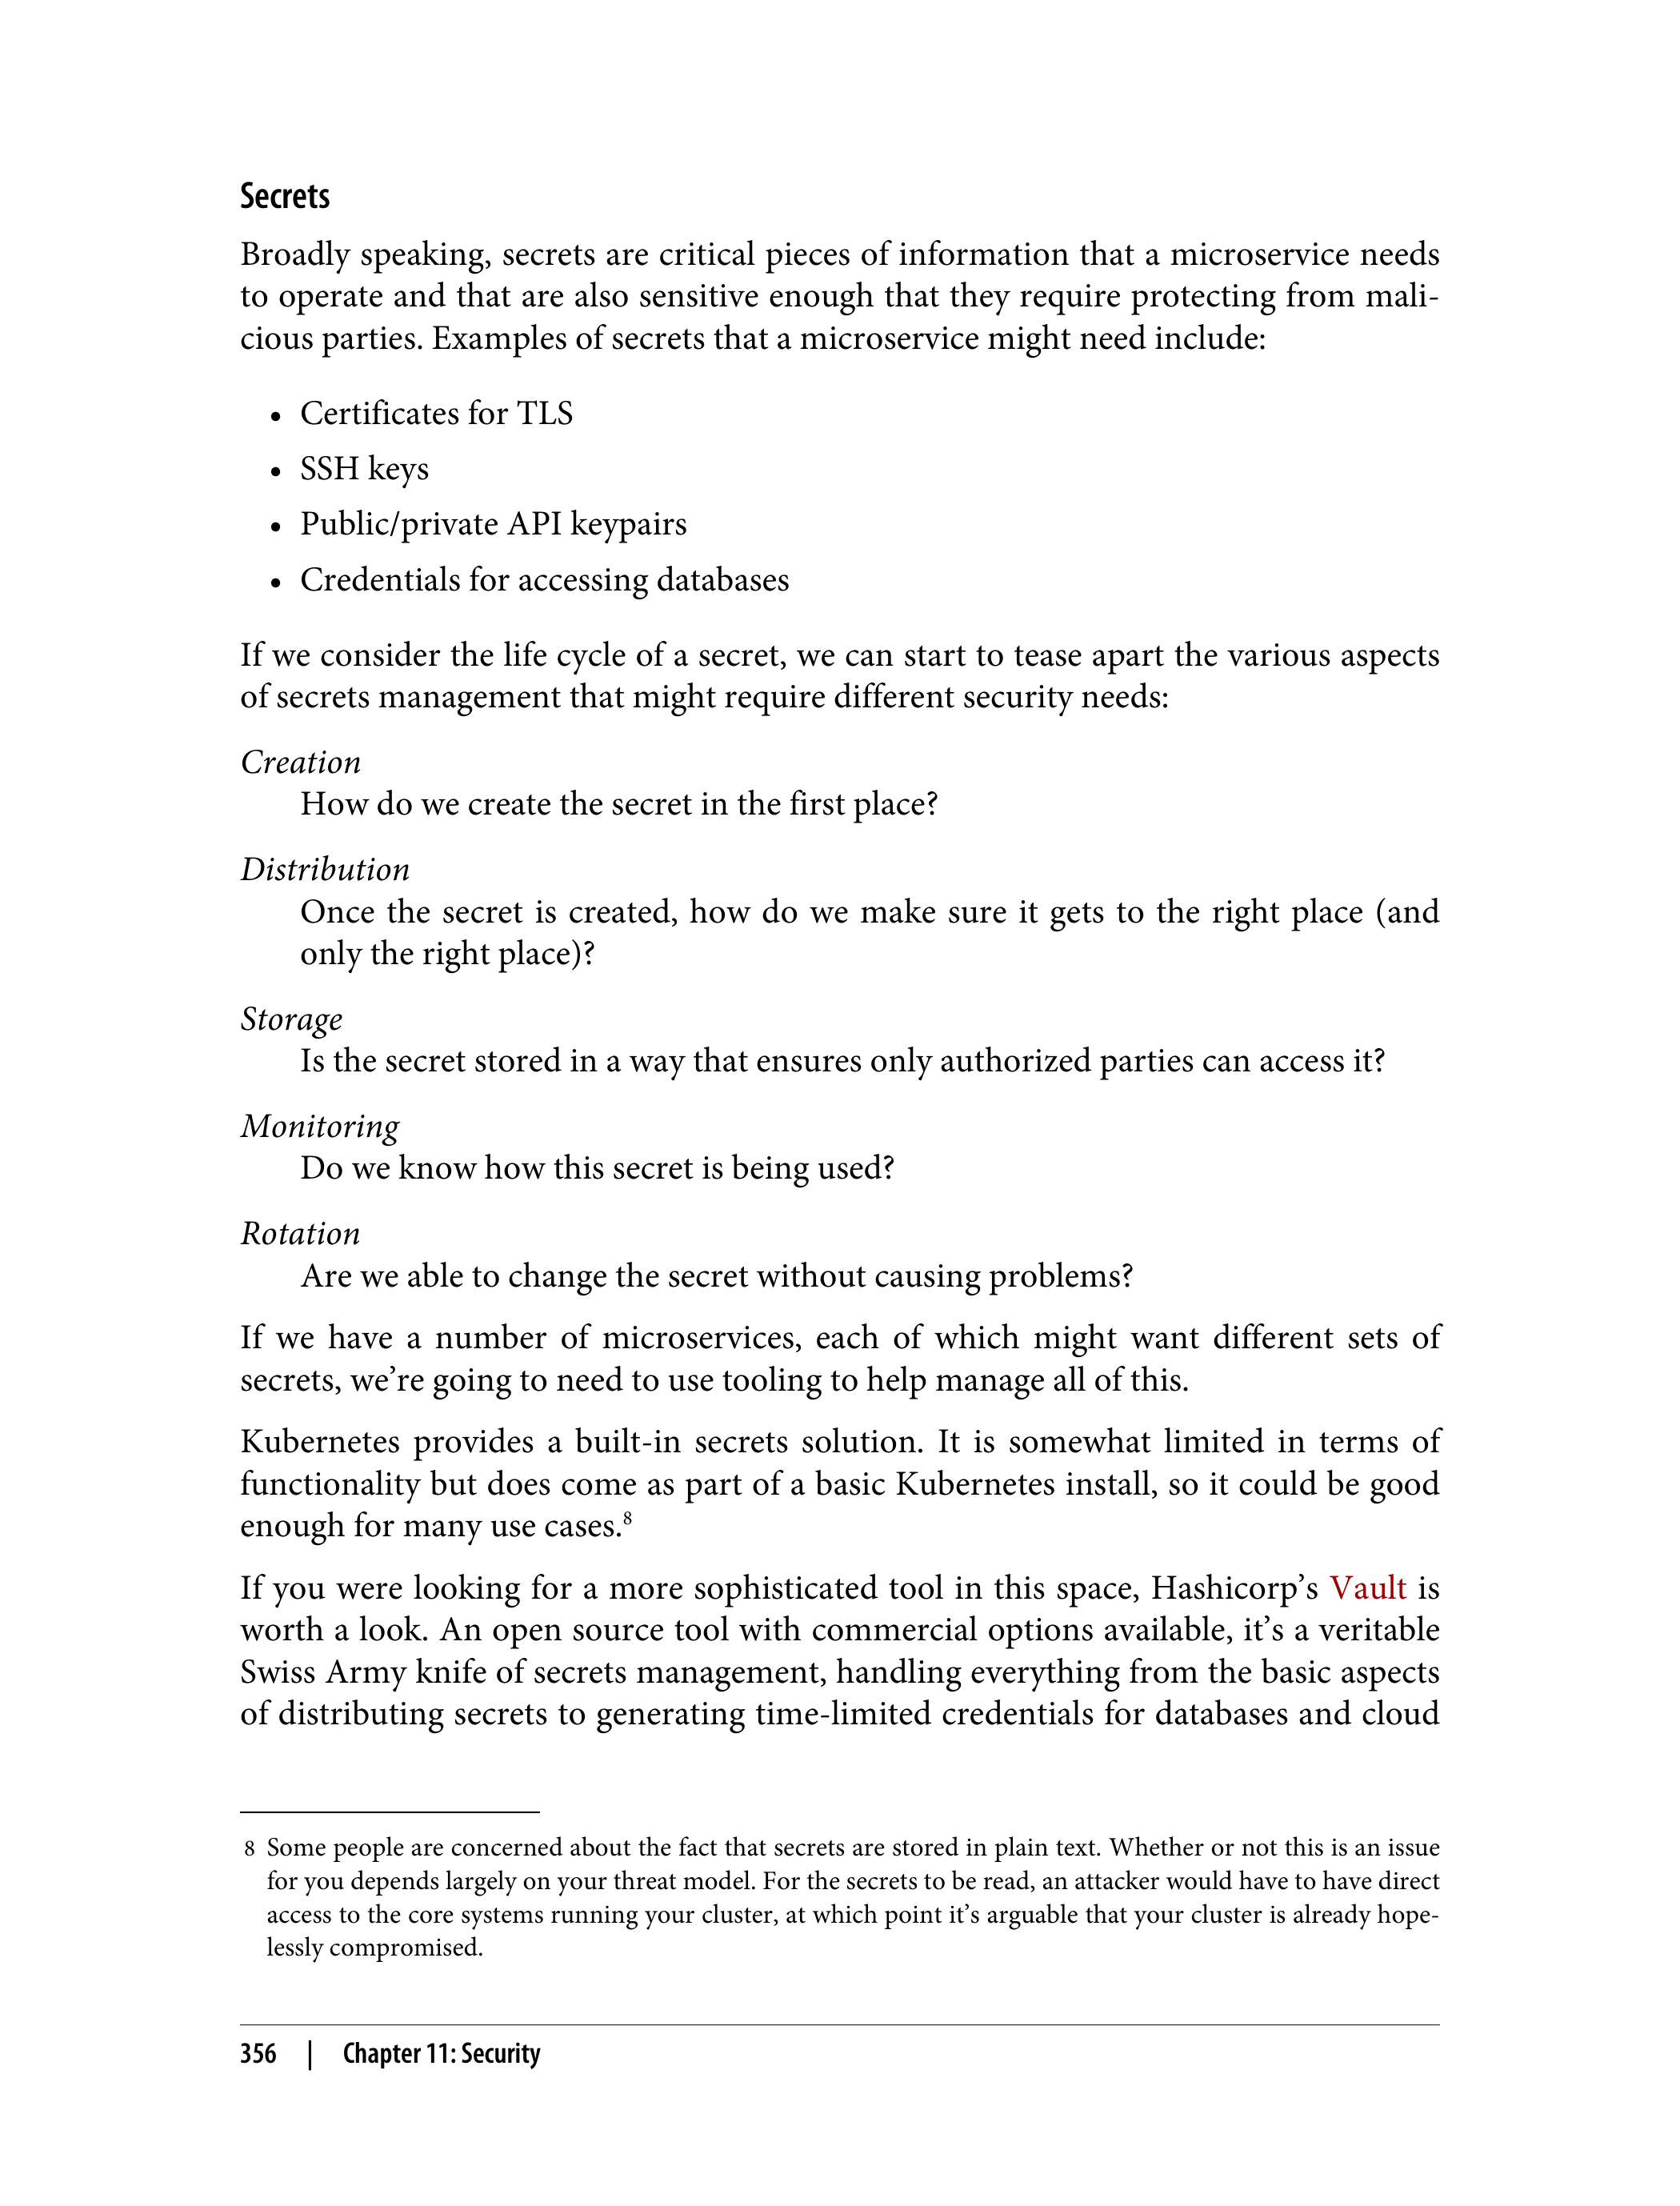 Secrets
Broadly speaking, secrets are critical pieces of information that a microservice needs
to operate and that are also sensitive enough that they require protecting from mali-
cious parties. Examples of secrets that a microservice might need include:
• Certificates for TLS
• SSH keys
• Public/private API keypairs
• Credentials for accessing databases
If we consider the life cycle of a secret, we can start to tease apart the various aspects
of secrets management that might require different security needs:
Creation
How do we create the secret in the first place?
Distribution
Once the secret is created, how do we make sure it gets to the right place (and
only the right place)?
Storage
Is the secret stored in a way that ensures only authorized parties can access it?
Monitoring
Do we know how this secret is being used?
Rotation
Are we able to change the secret without causing problems?
If we have a number of microservices, each of which might want different sets of
secrets, we’re going to need to use tooling to help manage all of this.
Kubernetes provides a built-in secrets solution. It is somewhat limited in terms of
functionality but does come as part of a basic Kubernetes install, so it could be good
enough for many use cases.8
If you were looking for a more sophisticated tool in this space, Hashicorp’s Vault is
worth a look. An open source tool with commercial options available, it’s a veritable
Swiss Army knife of secrets management, handling everything from the basic aspects
of distributing secrets to generating time-limited credentials for databases and cloud
8 Some people are concerned about the fact that secrets are stored in plain text. Whether or not this is an issue
for you depends largely on your threat model. For the secrets to be read, an attacker would have to have direct
access to the core systems running your cluster, at which point it’s arguable that your cluster is already hope-
lessly compromised.
356 | Chapter 11: Security